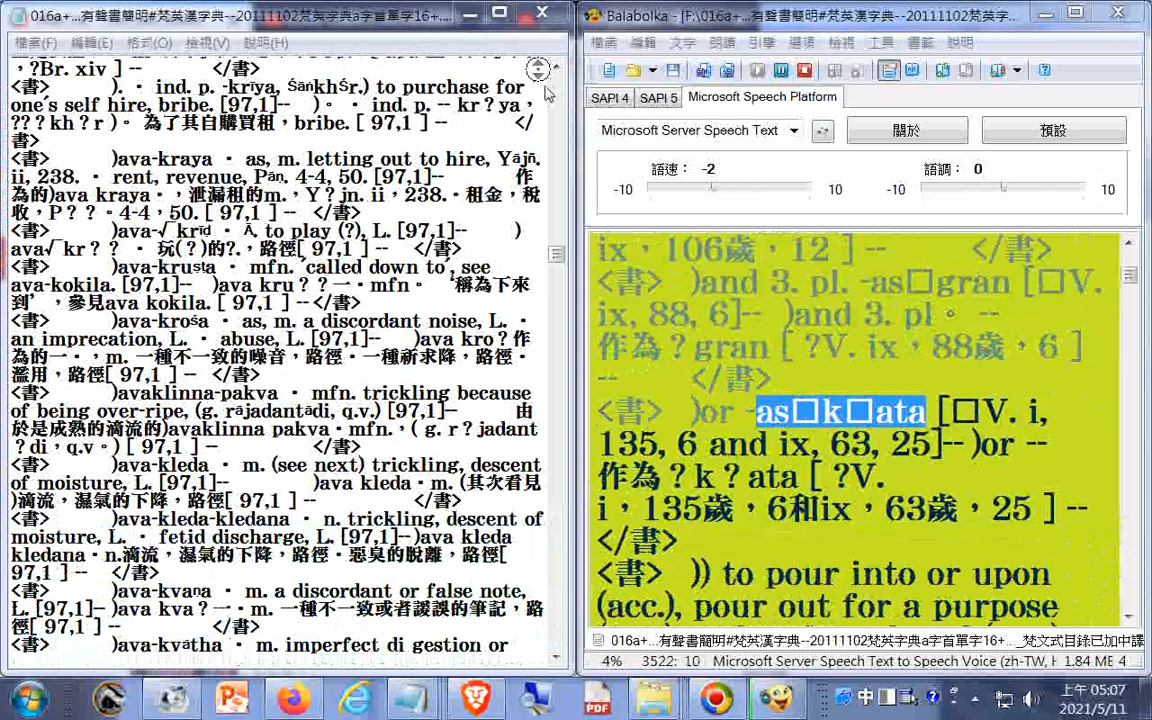 016a+...有聲書簡明#梵英漢字典--20111102梵英字典a字首單字16+...
檔案(F) 編輯(E) 格式(O) 檢視(V) 說明(H)
,?Br. xiv ] -- </書>
<書> ). · ind. p. -krīya, Śāṅkhśr.) to purchase for
one's self hire, bribe. [97,1]-- )。· ind. p. -- kr ? ya,
? ? ? kh ? r )。 為了其自購買租,bribe. [ 97,1 ] -- </
書>
<書> )ava-kraya · as, m. letting out to hire, Yājñ.
ii, 238. · rent, revenue, Pāṇ. 4-4, 50. [97,1]-- 作
為的)ava kraya·,泄漏租的m.,Y ? jn. ii,238.·租金,稅
收,P ? ? 。4-4,50. [ 97,1 ] -- </書>
<書> )ava-√ krīḍ · Ā. to play (?), L. [97,1]-- )
ava√ kr ? ? · 玩(?)的?. 路徑[ 97,1 ] -- </書>
<書> )ava-kruṣṭa · mfn. 'called down to', see
ava-kokila. [97,1]-- )ava kru ? ? 一·mfn。 '稱為下來
到',參見ava kokila. [ 97,1 ] -- </書>
<書> )ava-krośa · as, m. a discordant noise, L. ·
an imprecation, L. · abuse, L. [97,1]-- )ava kro ? 作
為的一·,m. 一種不一致的噪音,路徑·一種祈求降,路徑·
濫用,路徑[ 97,1 ] -- </書>
<書> )avaklinna-pakva · mfn. trickling because
of being over-ripe, (g. rājadantâdi, q.v.) [97,1]-- 由
於是成熟的滴流的)avaklinna pakva·mfn.,( g. r ? jadant
? di,q.v。) [ 97,1 ] -- </書>
<書> )ava-kleda · m. (see next) trickling, descent
of moisture, L. [97,1]-- )ava kleda·m. (其次看見
)滴流,濕氣的下降,路徑[ 97,1 ] -- </書>
<書> )ava-kleda-kledana · n. trickling, descent of
moisture, L. · fetid discharge, L. [97,1]-- )ava kleda
kledana·n.滴流,濕氣的下降,路徑·惡臭的脫離,路徑[
97,1 ] -- </書>
<書> )ava-kvaṇa · m. a discordant or false note,
L. [97,1]-- )ava kva ? 一·m. 一種不一致或者謊誤的筆記,路
徑[ 97,1 ] -- </書>
<書> )ava-kvātha · m. imperfect di gestion or
Balabolka - [F:\016a+...有聲書簡明#梵英漢字典--20111102梵英字...
檔案 編輯 文字 朗讀 引擎 選項 檢視 工具 書籤 說明
SAPI 4 SAPI 5 Microsoft Speech Platform
Microsoft Server Speech Text 關於 預設
語速: -2 語調: 0
-10 10 -10 10
ix,106歲,12 ] -- </書>
<書> )and 3. pl. -as□gran [□V.
ix, 88, 6]-- )and 3. pl。 --
作為 ? gran [ ?V. ix,88歲,6 ]
-- </書>
<書> )or -as□k□ata [□V. i,
135, 6 and ix, 63, 25]-- )or --
作為 ? k ? ata [ ?V.
i,135歲,6和ix,63歲,25 ] --
</書>
<書> )) to pour into or upon
(acc.), pour out for a purpose
016a+...有聲書簡明#梵英漢字典--20111102梵英字典a字首單字16+..._梵文式目錄已加中譯
4% 3522: 10 Microsoft Server Speech Text to Speech Voice (zh-TW, H 1.84 MB 4
中
上午 05:07
2021/5/11